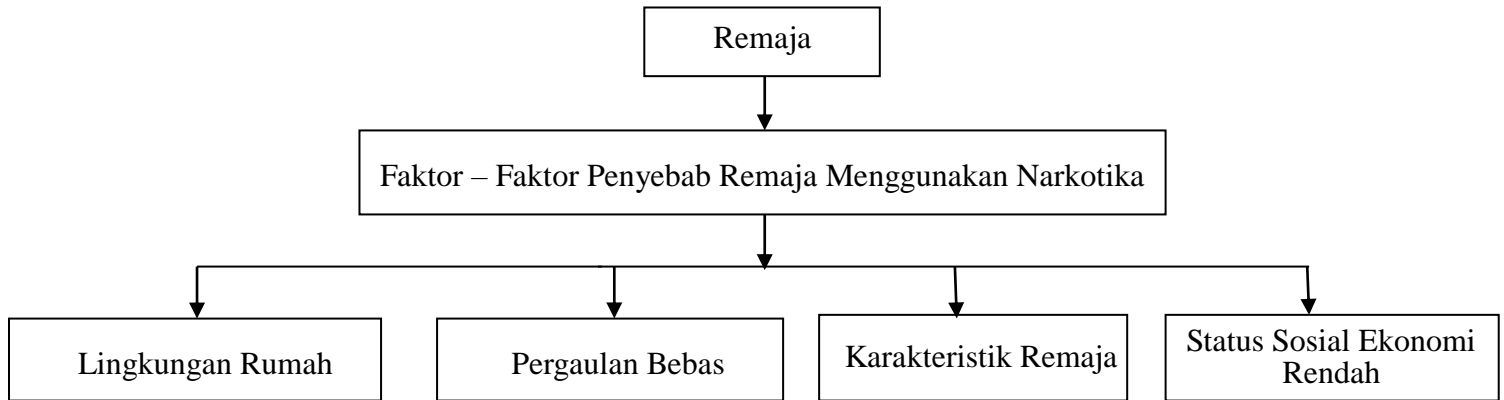 Remaja
Faktor – Faktor Penyebab Remaja Menggunakan Narkotika
Lingkungan Rumah
Pergaulan Bebas
Karakteristik Remaja
Status Sosial Ekonomi
Rendah